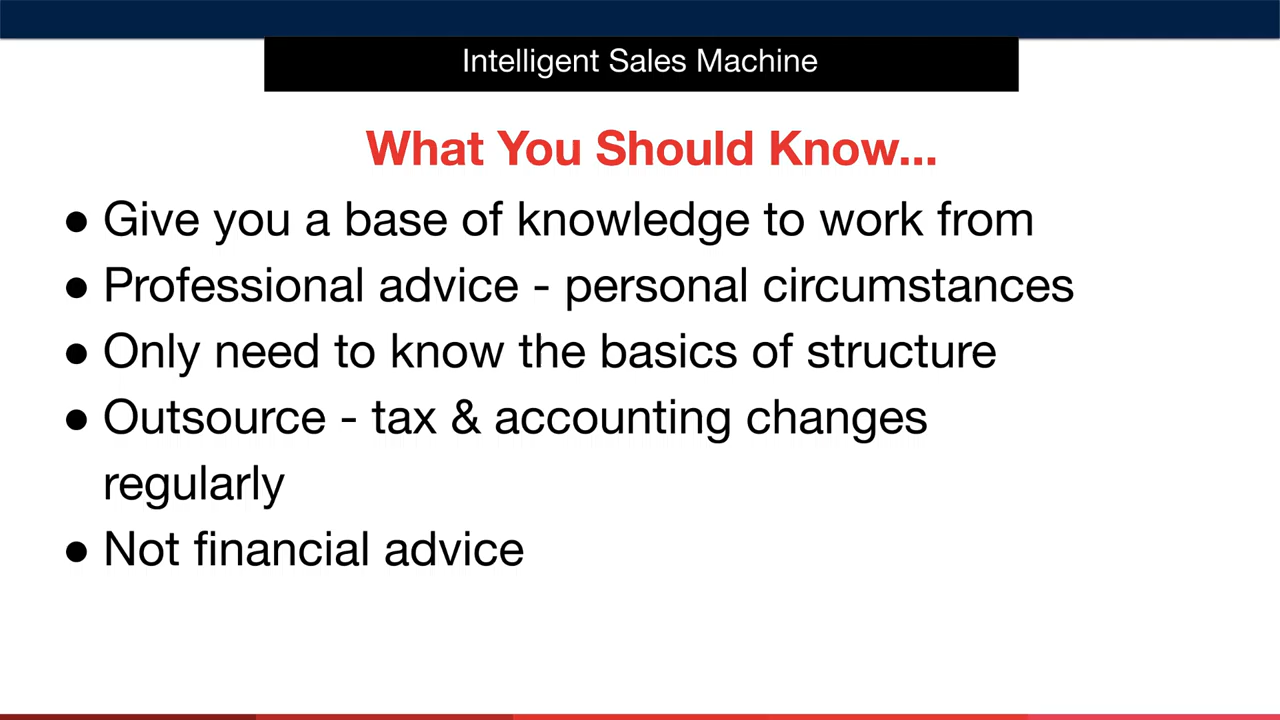 Intelligent Sales Machine
What You Should Know...
● Give you a base of knowledge to work from
● Professional advice - personal circumstances
● Only need to know the basics of structure
● Outsource - tax & accounting changes
regularly
● Not financial advice